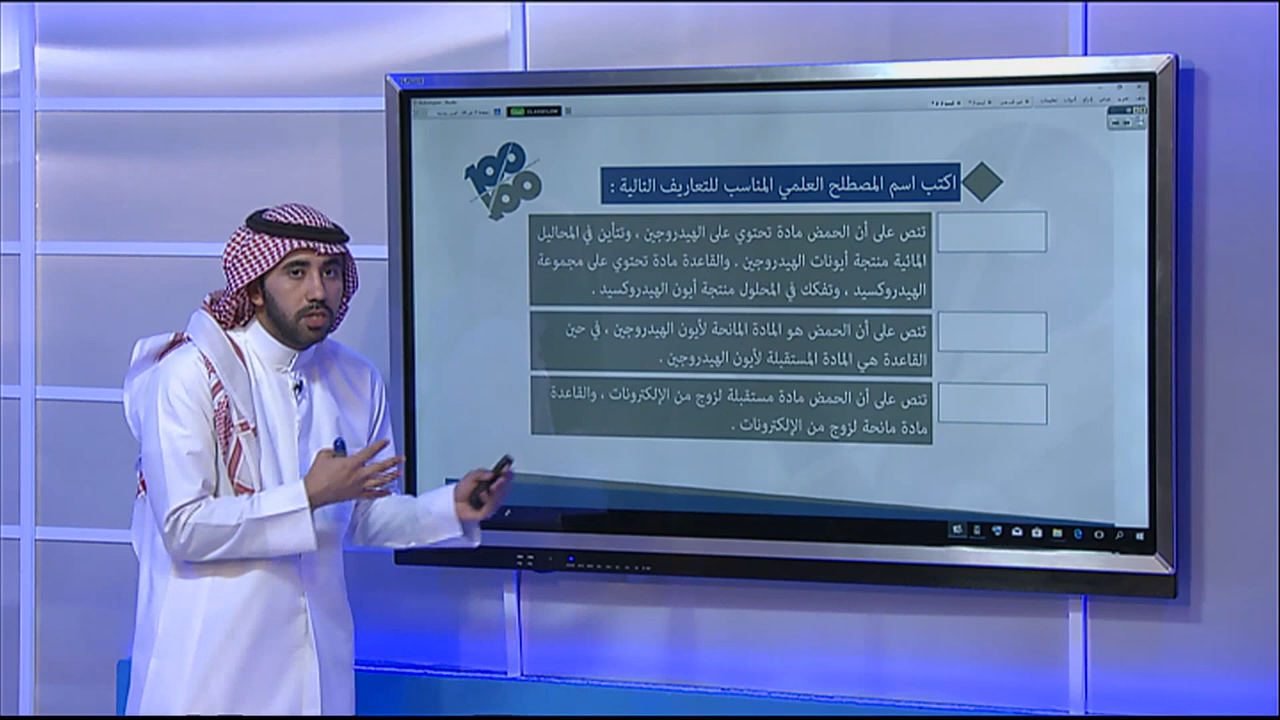 CLASSFLOW
100
100
اكتب اسم المصطلح العلمي المناسب للتعاريف التالية :
تنص على أن الحمض مادة تحتوي على الهيدروجين ، وتتأين في المحاليل
المائية منتجة أيونات الهيدروجين . والقاعدة مادة تحتوي على مجموعة
الهيدروكسيد ، وتفكك في المحلول منتجة أيون الهيدروكسيد .
تنص على أن الحمض هو المادة المانحة لأيون الهيدروجين ، في حين
القاعدة هي المادة المستقبلة لأيون الهيدروجين .
تنص على أن الحمض مادة مستقبلة لزوج من الإلكترونات ، والقاعدة
مادة مانحة لزوج من الإلكترونات .